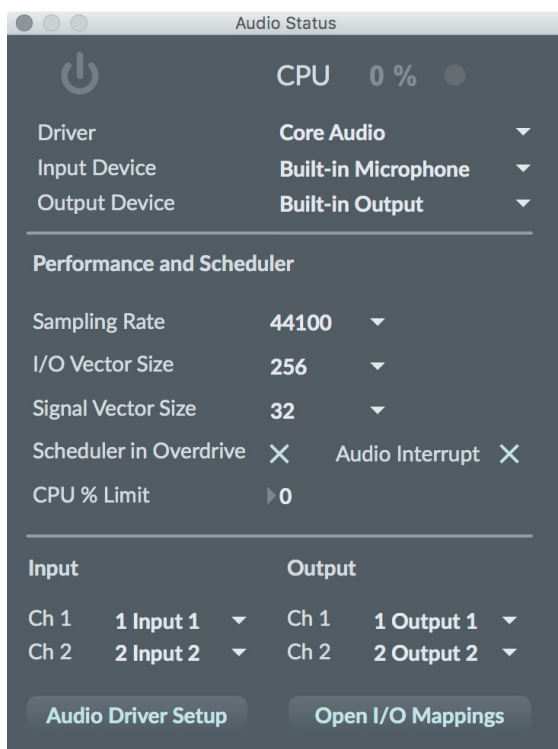 Audio Status
CPU 0 %
Driver Core Audio
Input Device Built-in Microphone
Output Device Built-in Output
Performance and Scheduler
Sampling Rate 44100
I/O Vector Size 256
Signal Vector Size 32
Scheduler in Overdrive Audio Interrupt
CPU % Limit 0
Input Output
Ch 1 1 Input 1 Ch 1 1 Output 1
Ch 2 2 Input 2 Ch 2 2 Output 2
Audio Driver Setup Open I/O Mappings